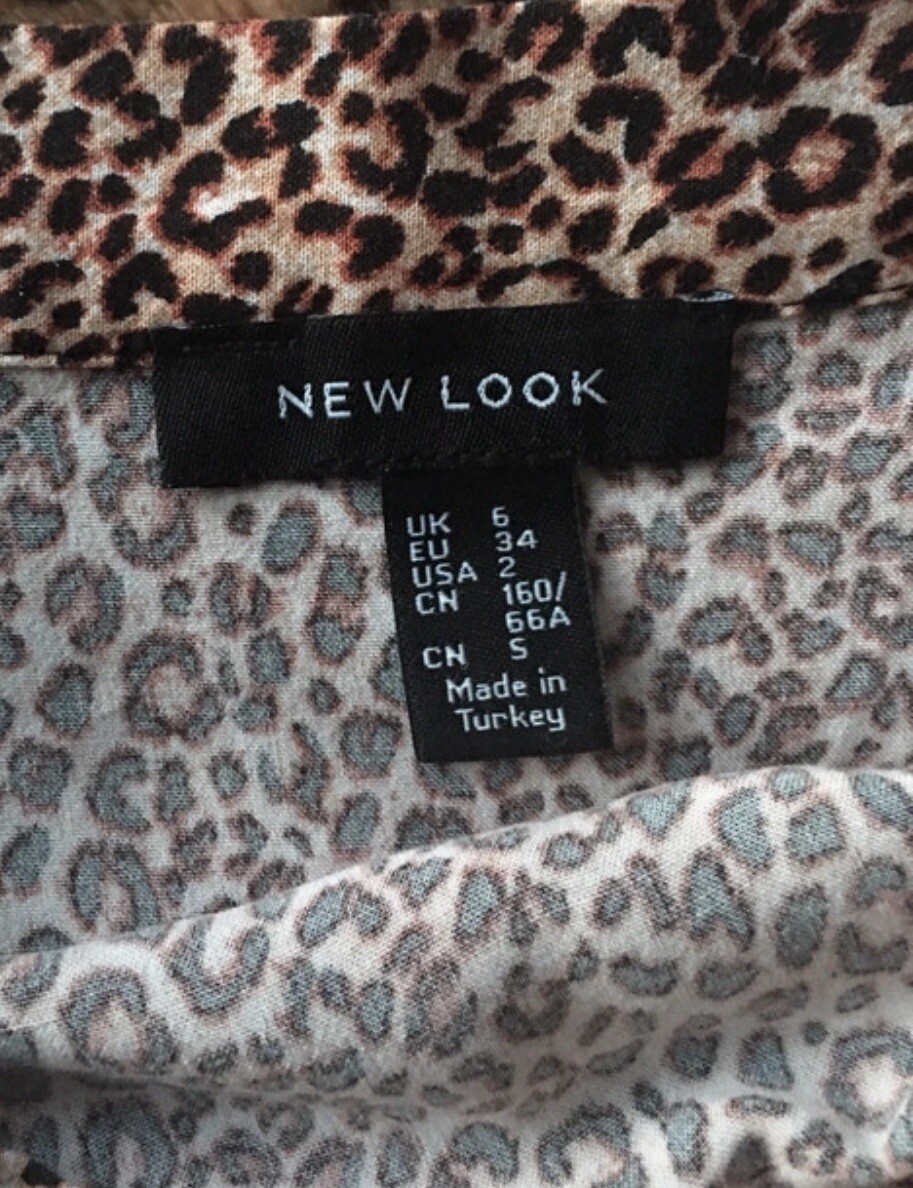 NEW LOOK
UK 6
EU 34
USA 2
CN 160/
66A
CN S
Made in
Turkey